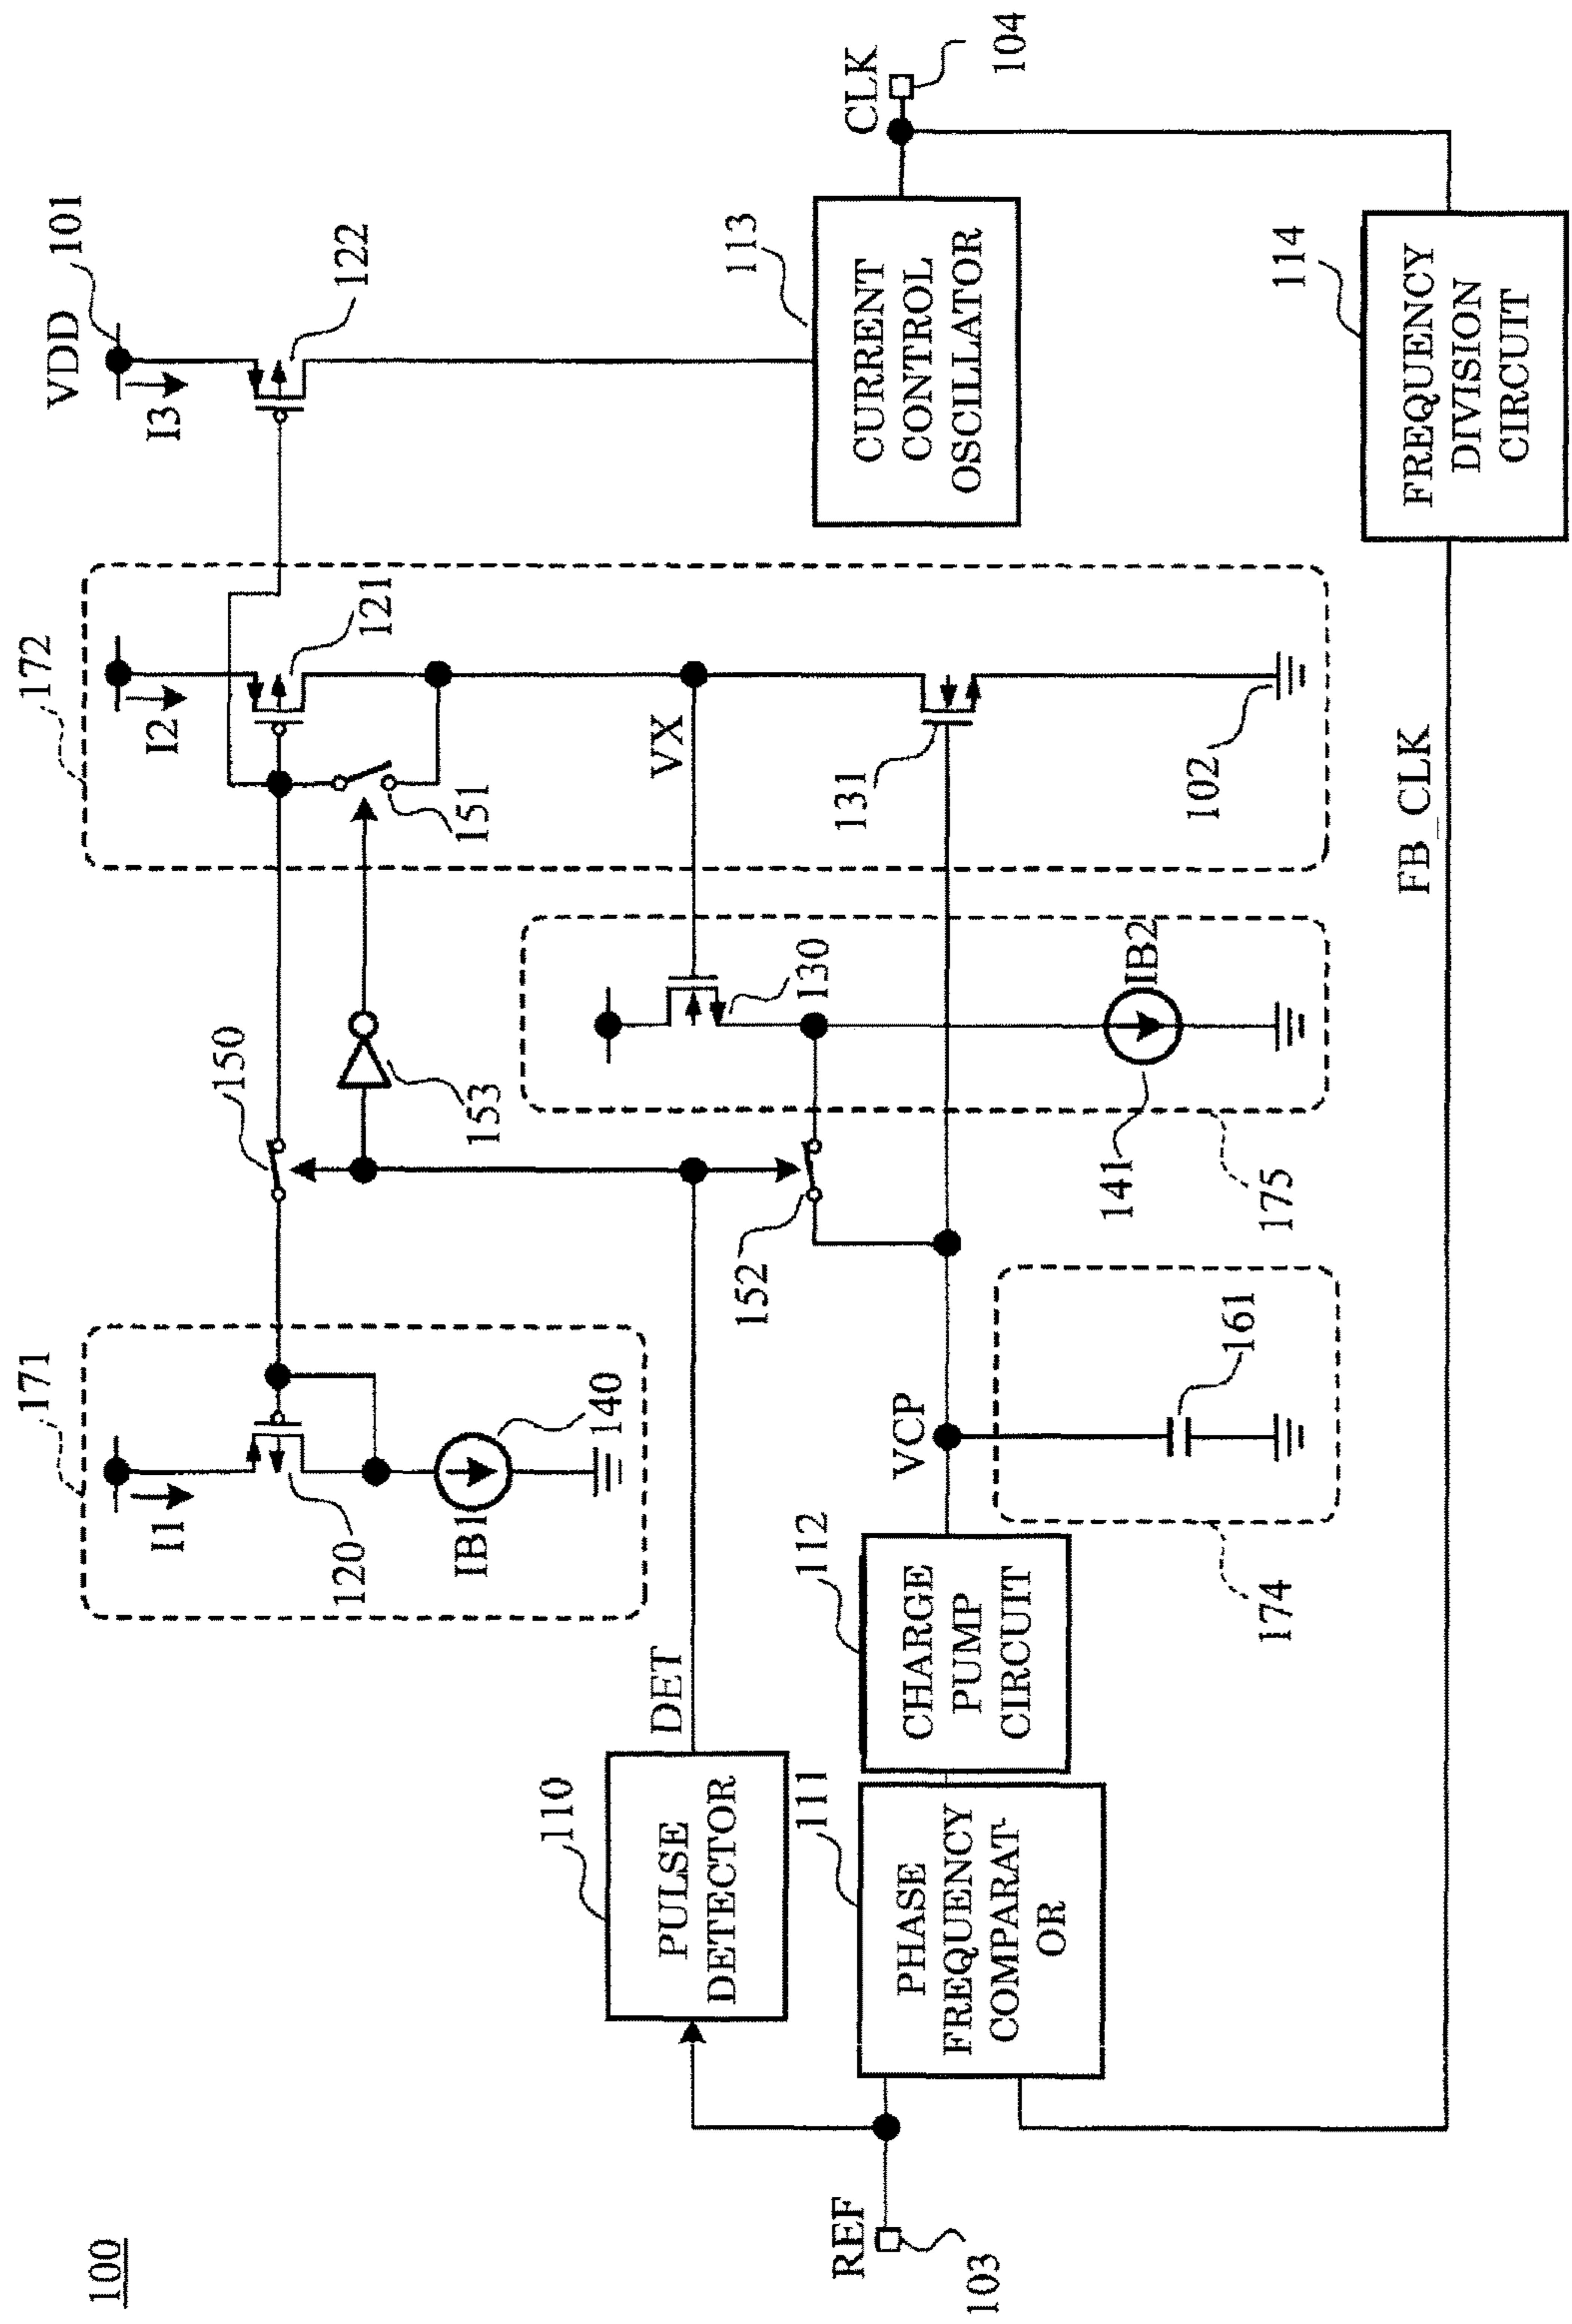 100
VDD
101
I3
122
172
I2
121
151
171
I1
120
IB1
140
150
153
VX
131
102
130
IB2
141
175
CLK
104
113
CURRENT
CONTROL
OSCILLATOR
114
FREQUENCY
DIVISION
CIRCUIT
FB_CLK
DET
152
110
PULSE
DETECTOR
VCP
161
174
112
CHARGE
PUMP
CIRCUIT
111
PHASE
FREQUENCY
COMPARAT-
OR
REF
103